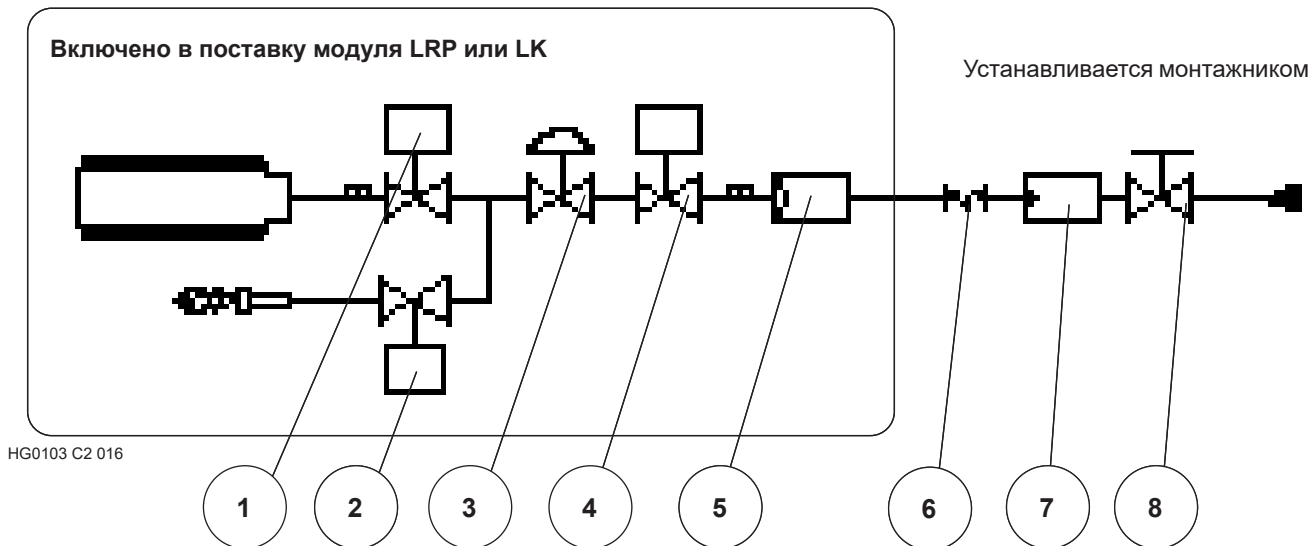 Включено в поставку модуля LRP или LK
Устанавливается монтажником
HG0103 C2 016
1 2 3 4 5 6 7 8